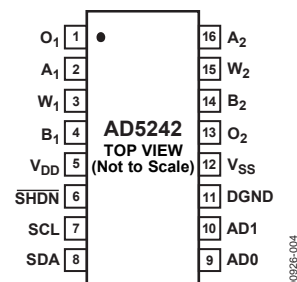 O1 1 16 A2
A1 2 15 W2
W1 3 14 B2
B1 4 AD5242 13 O2
TOP VIEW
VDD 5 (Not to Scale) 12 VSS
SHDN 6 11 DGND
SCL 7 10 AD1
SDA 8 9 AD0
00926-004